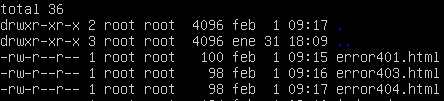 total 36
drwxr-xr-x 2 root root 4096 feb 1 09:17 .
drwxr-xr-x 3 root root 4096 ene 31 18:09 ..
-rw-r--r-- 1 root root 100 feb 1 09:15 error401.html
-rw-r--r-- 1 root root 98 feb 1 09:16 error403.html
-rw-r--r-- 1 root root 98 feb 1 09:17 error404.html